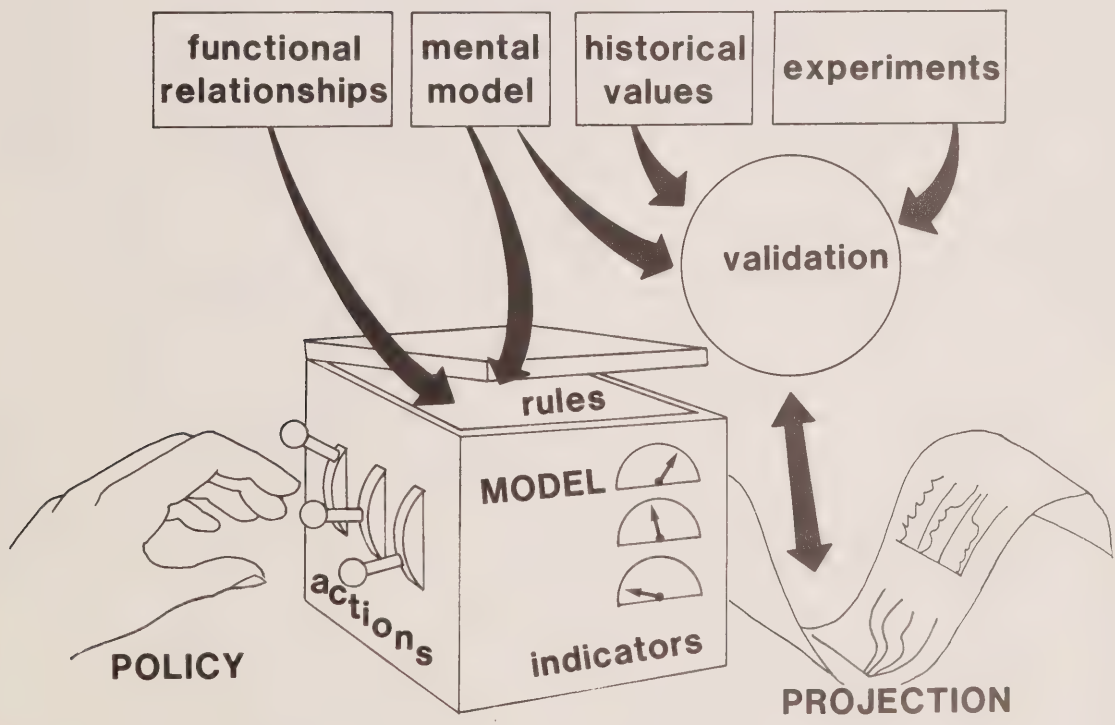 functional
relationships
mental
model
historical
values
experiments
validation
rules
MODEL
actions
indicators
POLICY
PROJECTION